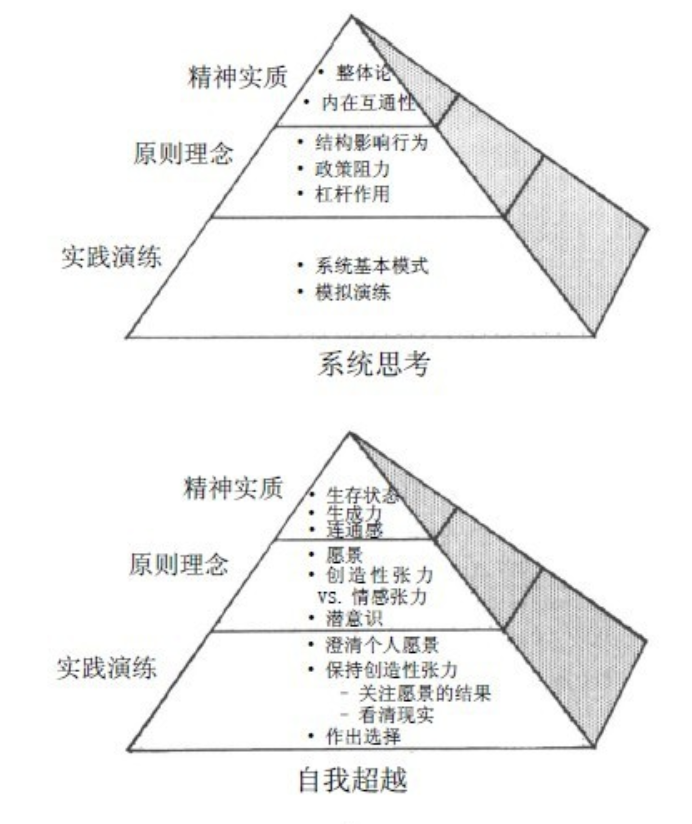 精神实质
• 整体论
• 内在互通性
原则理念
• 结构影响行为
• 政策阻力
• 杠杆作用
实践演练
• 系统基本模式
• 模拟演练
系统思考
精神实质
• 生存状态
• 生成力
• 连通感
原则理念
• 愿景
• 创造性张力
vs. 情感张力
• 潜意识
实践演练
• 澄清个人愿景
• 保持创造性张力
- 关注愿景的结果
- 看清现实
• 作出选择
自我超越